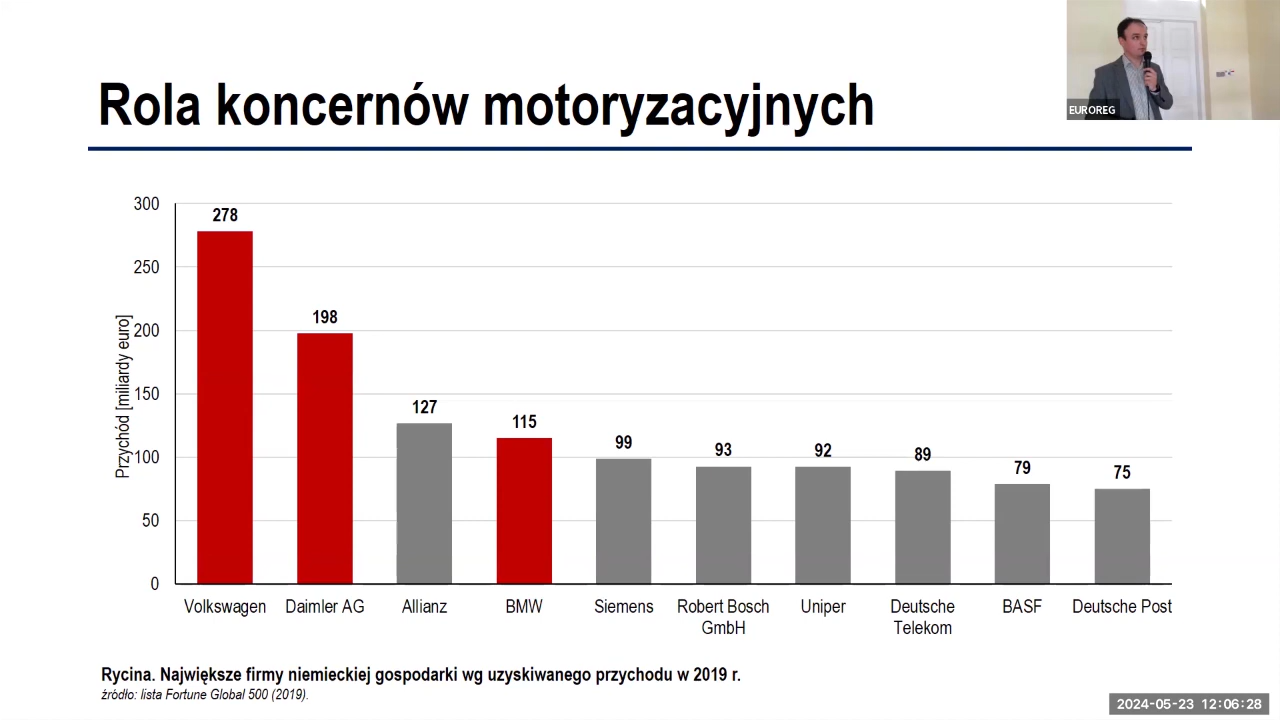 Rola koncernów motoryzacyjnych
EUROREG
Przychód [miliardy euro]
300
250
200
150
100
50
0
278
198
127
115
99
93
92
89
79
75
Volkswagen
Daimler AG
Allianz
BMW
Siemens
Robert Bosch
GmbH
Uniper
Deutsche
Telekom
BASF
Deutsche Post
Rycina. Największe firmy niemieckiej gospodarki wg uzyskiwanego przychodu w 2019 r.
źródło: lista Fortune Global 500 (2019).
2024-05-23 12:06:28